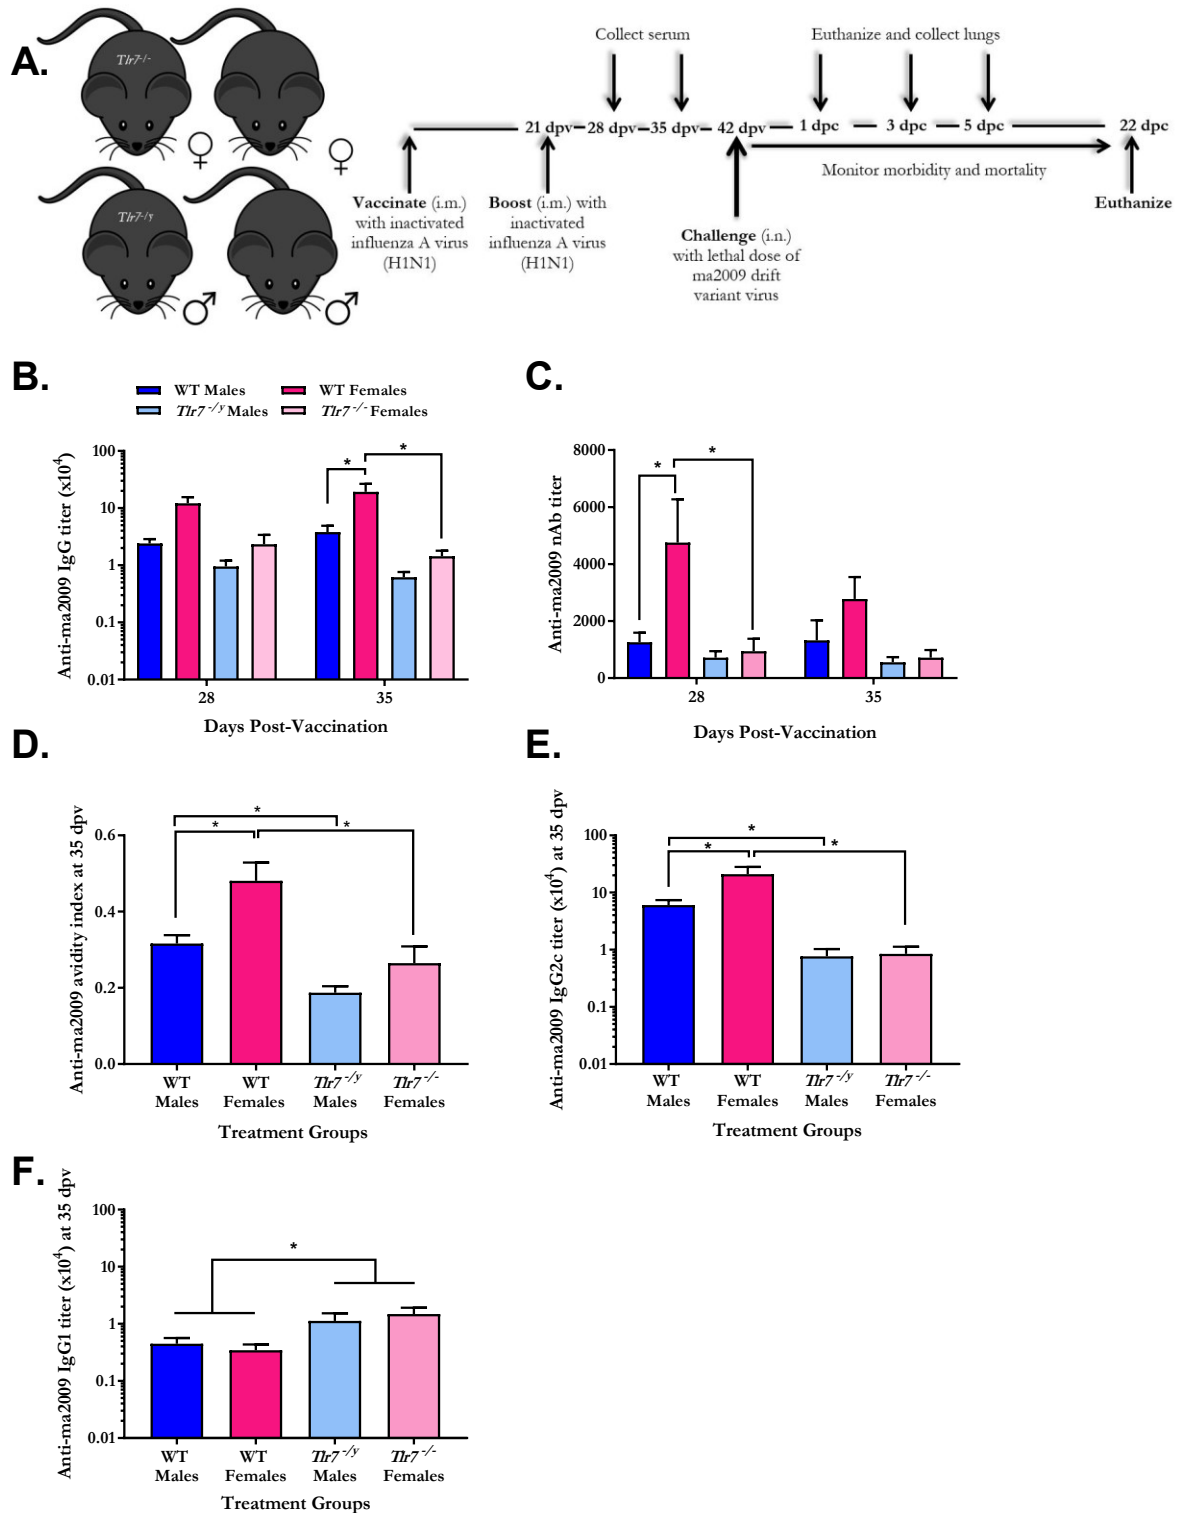 A.
Tlr7-/-
♀
♀
Tlr7-/y
♂
♂
Collect serum
Euthanize and collect lungs
21 dpv
28 dpv
35 dpv
42 dpv
1 dpc
3 dpc
5 dpc
22 dpc
Monitor morbidity and mortality
Vaccinate (i.m.)
with inactivated
influenza A virus
(H1N1)
Boost (i.m.) with
inactivated
influenza A virus
(H1N1)
Challenge (i.n.)
with lethal dose of
ma2009 drift
variant virus
Euthanize
B.
WT Males
WT Females
Tlr7 -/y Males
Tlr7 -/- Females
Anti-ma2009 IgG titer (x10^4)
100
10
1
0.1
0.01
*
*
28
35
Days Post-Vaccination
C.
Anti-ma2009 nAb titer
8000
6000
4000
2000
0
*
*
28
35
Days Post-Vaccination
D.
Anti-ma2009 avidity index at 35 dpv
0.6
0.4
0.2
0.0
*
*
*
WT
Males
WT
Females
Tlr7 -/y
Males
Tlr7 -/-
Females
Treatment Groups
E.
Anti-ma2009 IgG2c titer (x10^4) at 35 dpv
100
10
1
0.1
0.01
*
*
*
WT
Males
WT
Females
Tlr7 -/y
Males
Tlr7 -/-
Females
Treatment Groups
F.
Anti-ma2009 IgG1 titer (x10^4) at 35 dpv
100
10
1
0.1
0.01
*
WT
Males
WT
Females
Tlr7 -/y
Males
Tlr7 -/-
Females
Treatment Groups